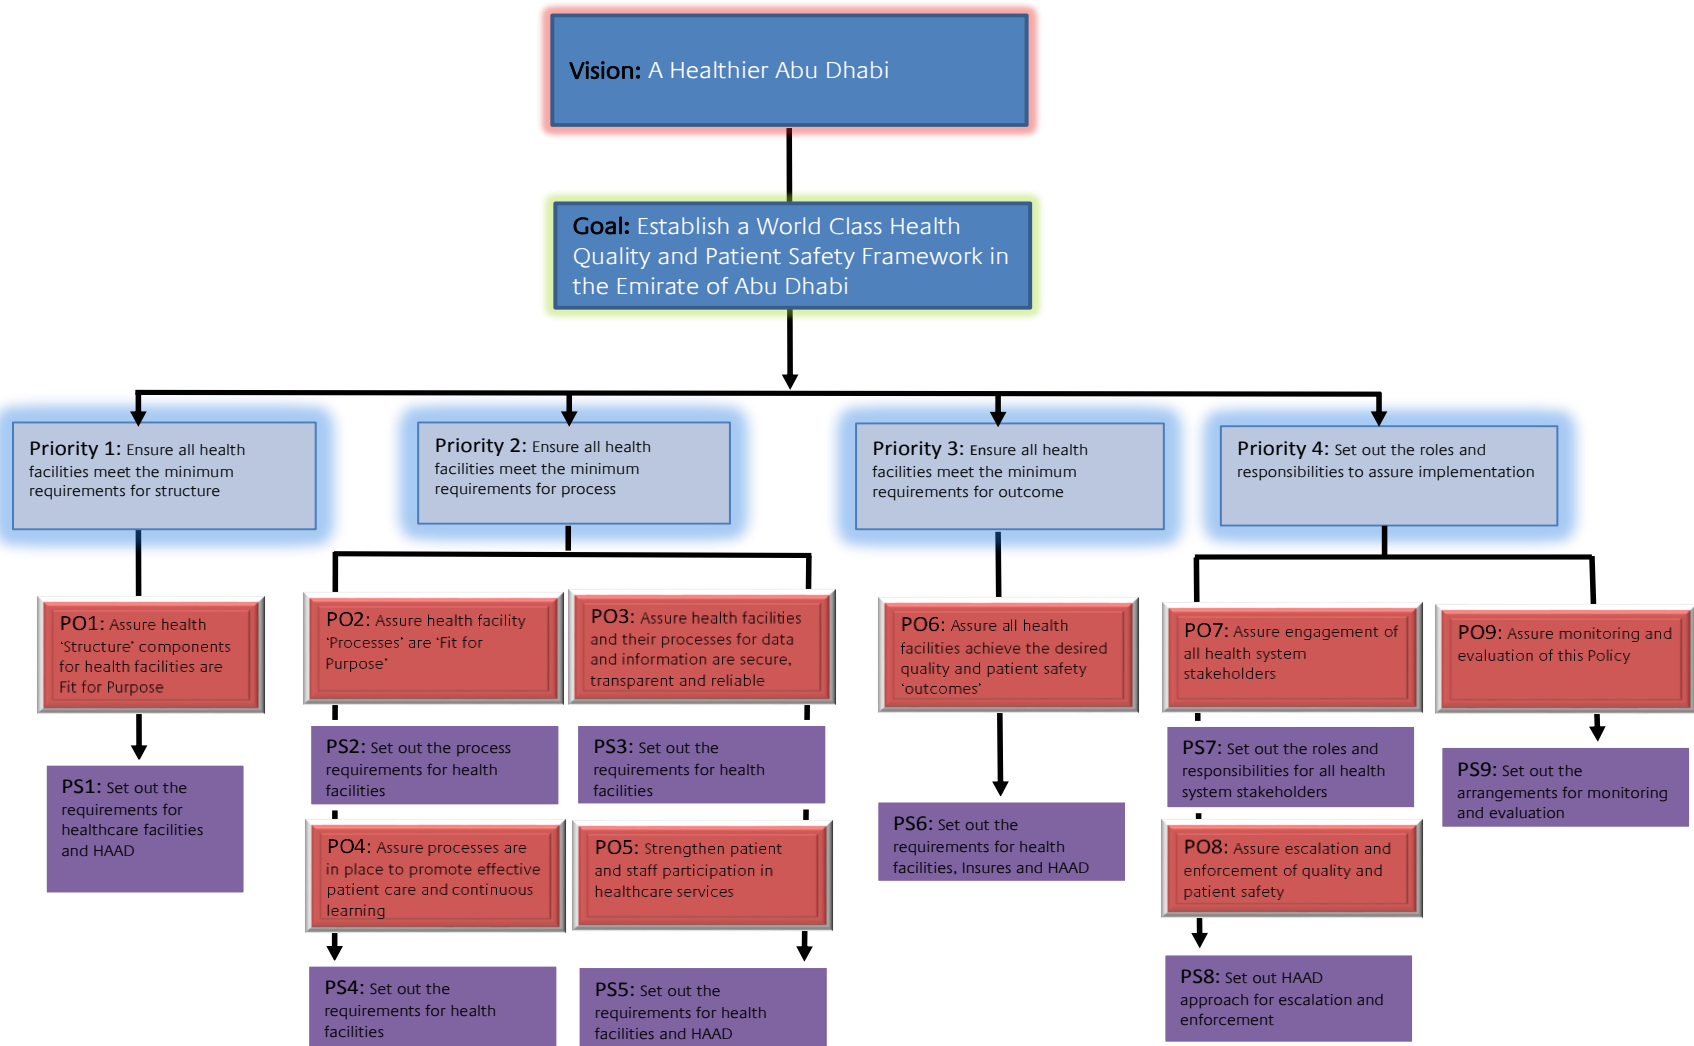 Vision: A Healthier Abu Dhabi
Goal: Establish a World Class Health
Quality and Patient Safety Framework in
the Emirate of Abu Dhabi
Priority 1: Ensure all health
facilities meet the minimum
requirements for structure
Priority 2: Ensure all health
facilities meet the minimum
requirements for process
Priority 3: Ensure all health
facilities meet the minimum
requirements for outcome
Priority 4: Set out the roles and
responsibilities to assure implementation
PO1: Assure health
‘Structure’ components
for health facilities are
Fit for Purpose
PO2: Assure health facility
‘Processes’ are ‘Fit for
Purpose’
PO3: Assure health facilities
and their processes for data
and information are secure,
transparent and reliable
PO6: Assure all health
facilities achieve the desired
quality and patient safety
‘outcomes’
PO7: Assure engagement of
all health system
stakeholders
PO9: Assure monitoring and
evaluation of this Policy
PS1: Set out the
requirements for
healthcare facilities
and HAAD
PS2: Set out the process
requirements for health
facilities
PS3: Set out the
requirements for health
facilities
PS6: Set out the
requirements for health
facilities, Insures and HAAD
PS7: Set out the roles and
responsibilities for all health
system stakeholders
PS9: Set out the
arrangements for monitoring
and evaluation
PO4: Assure processes are
in place to promote effective
patient care and continuous
learning
PO5: Strengthen patient
and staff participation in
healthcare services
PO8: Assure escalation and
enforcement of quality and
patient safety
PS4: Set out the
requirements for health
facilities
PS5: Set out the
requirements for health
facilities and HAAD
PS8: Set out HAAD
approach for escalation and
enforcement